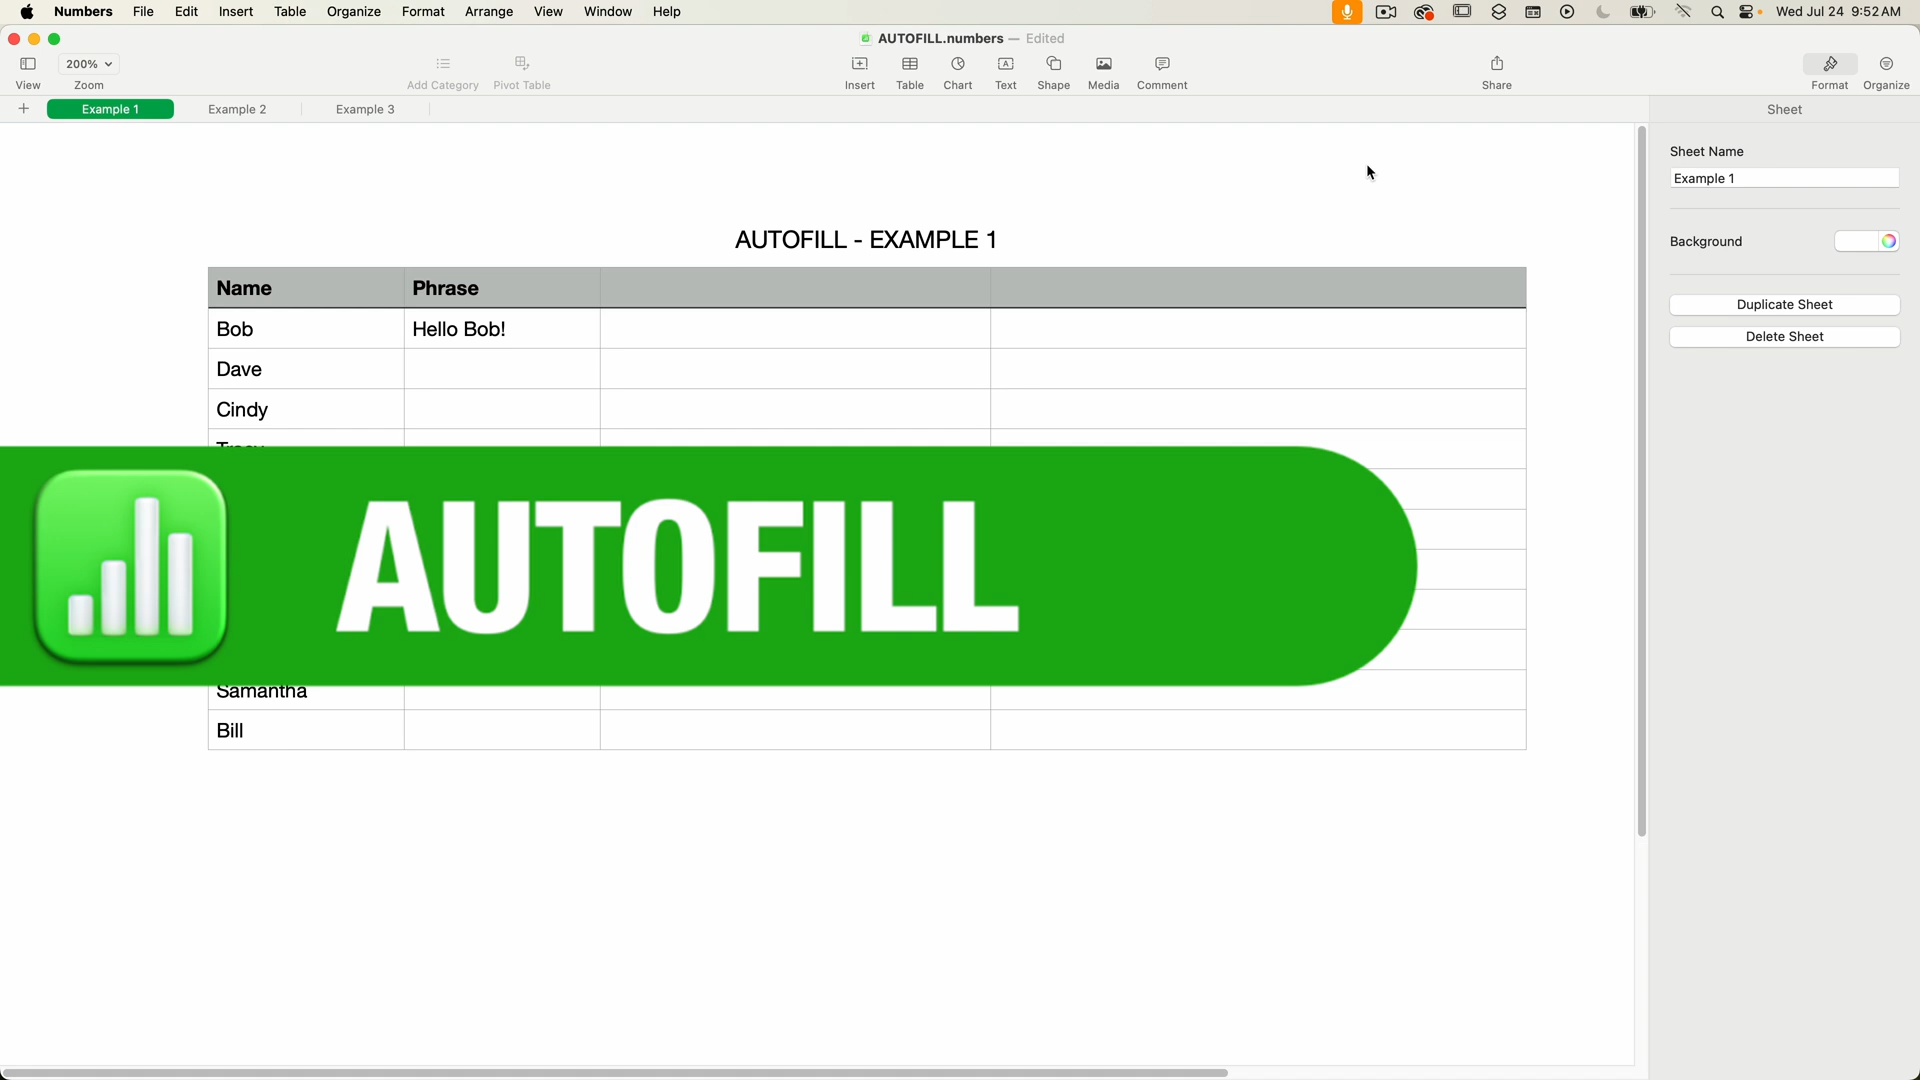 Numbers File Edit Insert Table Organize Format Arrange View Window Help Wed Jul 24 9:52 AM
AUTOFILL.numbers — Edited
200%
View Zoom Add Category Pivot Table Insert Table Chart Text Shape Media Comment Share Format Organize
Example 1 Example 2 Example 3 Sheet
Sheet Name
Example 1
Background
Duplicate Sheet
Delete Sheet
AUTOFILL - EXAMPLE 1
Name Phrase
Bob Hello Bob!
Dave
Cindy
AUTOFILL
Samantha
Bill